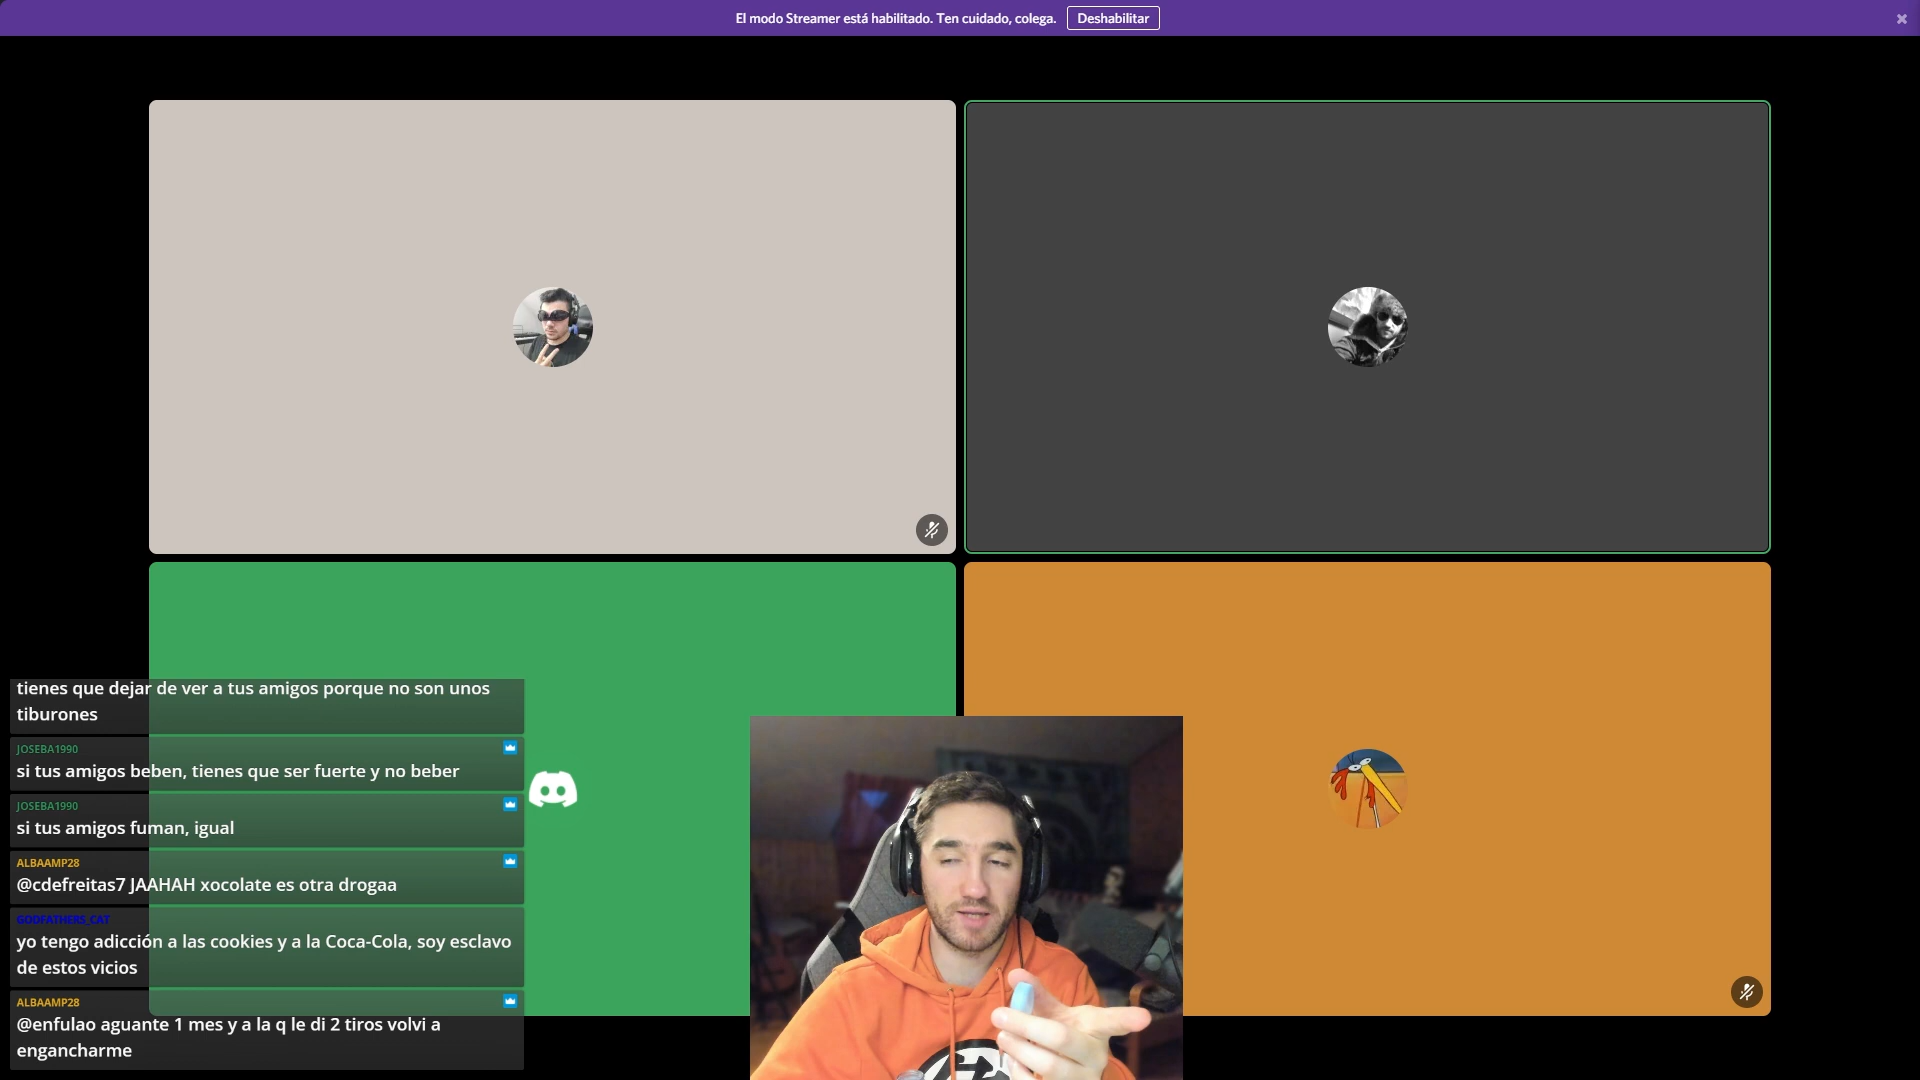 El modo Streamer está habilitado. Ten cuidado, colega. Deshabilitar
tienes que dejar de ver a tus amigos porque no son unos
tiburones
JOSEBA1990
si tus amigos beben, tienes que ser fuerte y no beber
JOSEBA1990
si tus amigos fuman, igual
ALBAAMP28
@cdefreitas7 JAAHAH xocolate es otra drogaa
GODFATHERS_CAT
yo tengo adicción a las cookies y a la Coca-Cola, soy esclavo
de estos vicios
ALBAAMP28
@enfulao aguante 1 mes y a la q le di 2 tiros volvi a
engancharme